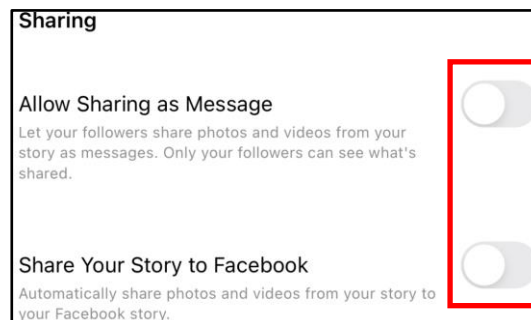 Sharing
Allow Sharing as Message
Let your followers share photos and videos from your
story as messages. Only your followers can see what's
shared.
Share Your Story to Facebook
Automatically share photos and videos from your story to
your Facebook story.